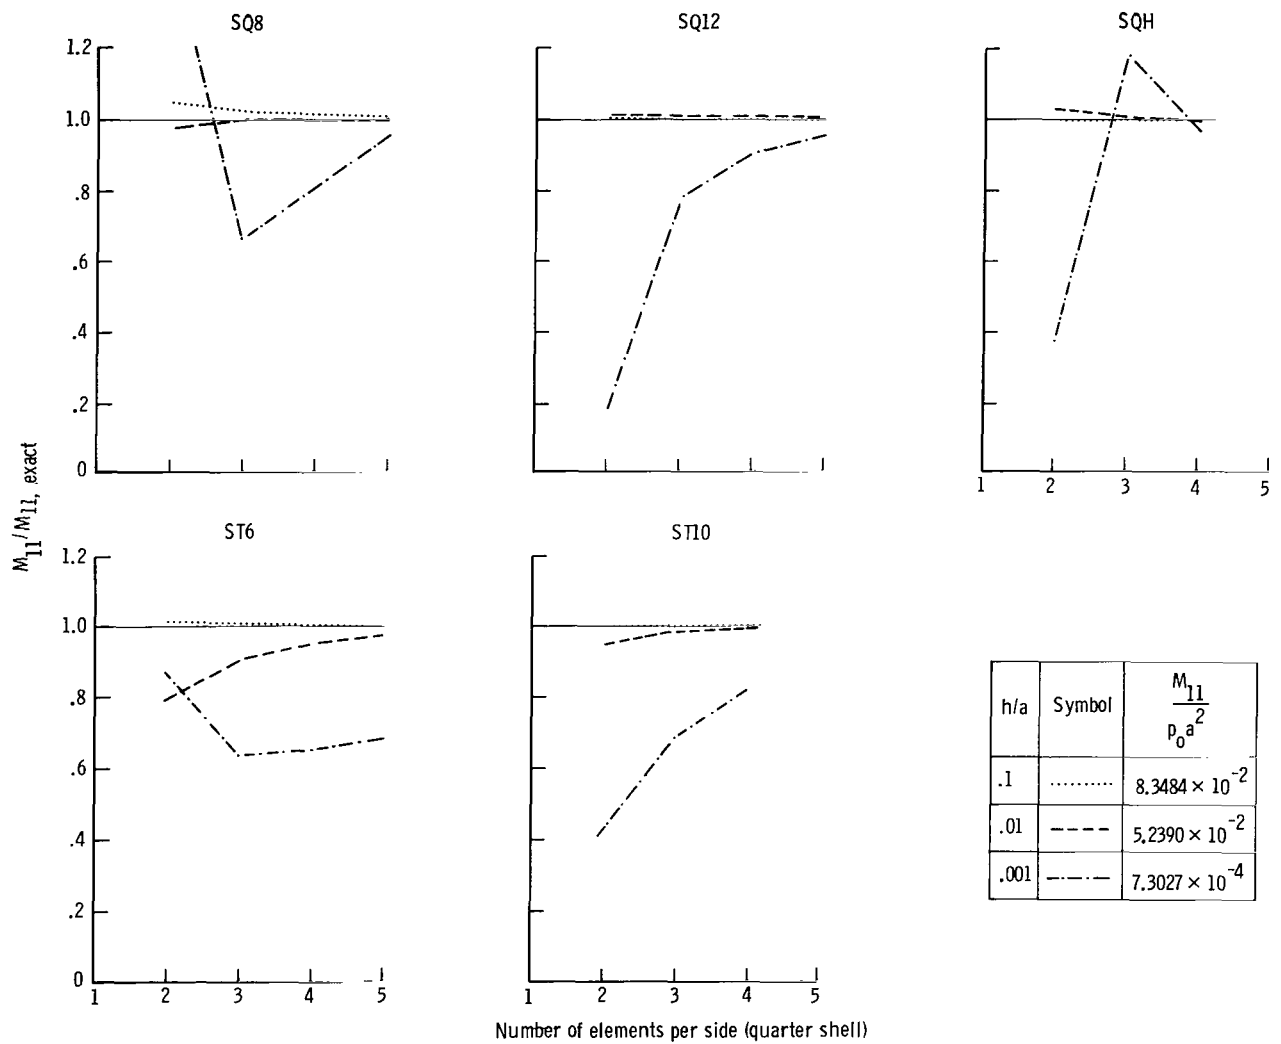 SQ8
SQ12
SQH
1.2
1.0
.8
.6
.4
.2
0
1 2 3 4 5
M11/M11, exact
ST6
ST10
1.2
1.0
.8
.6
.4
.2
0
1 2 3 4 5
1 2 3 4 5
Number of elements per side (quarter shell)
h/a Symbol M11/p₀a²
.1 8.3484 × 10⁻²
.01 5.2390 × 10⁻²
.001 7.3027 × 10⁻⁴